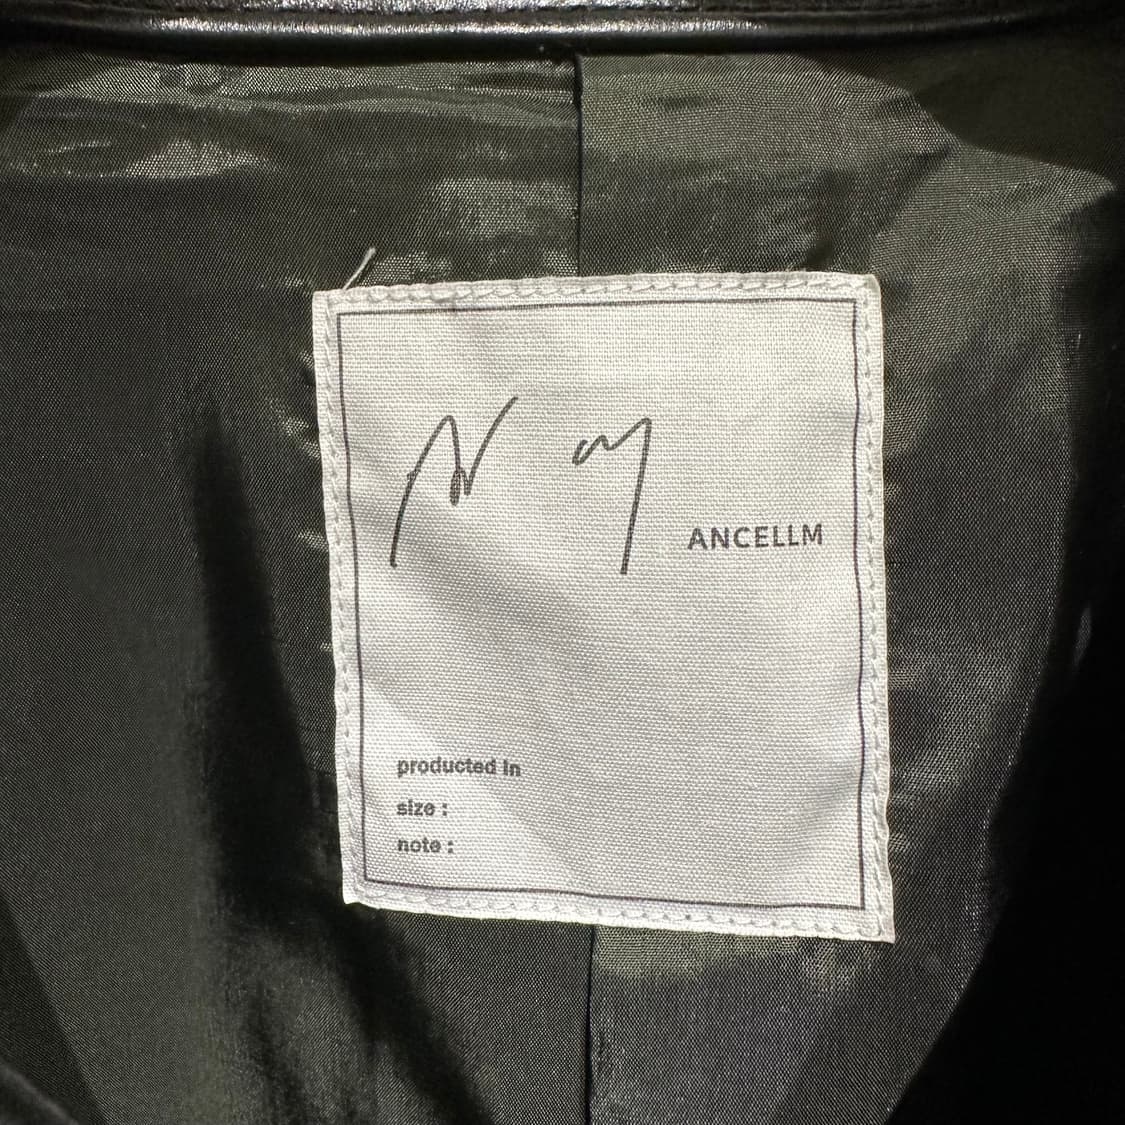 ANCELLM
producted in
size :
note :